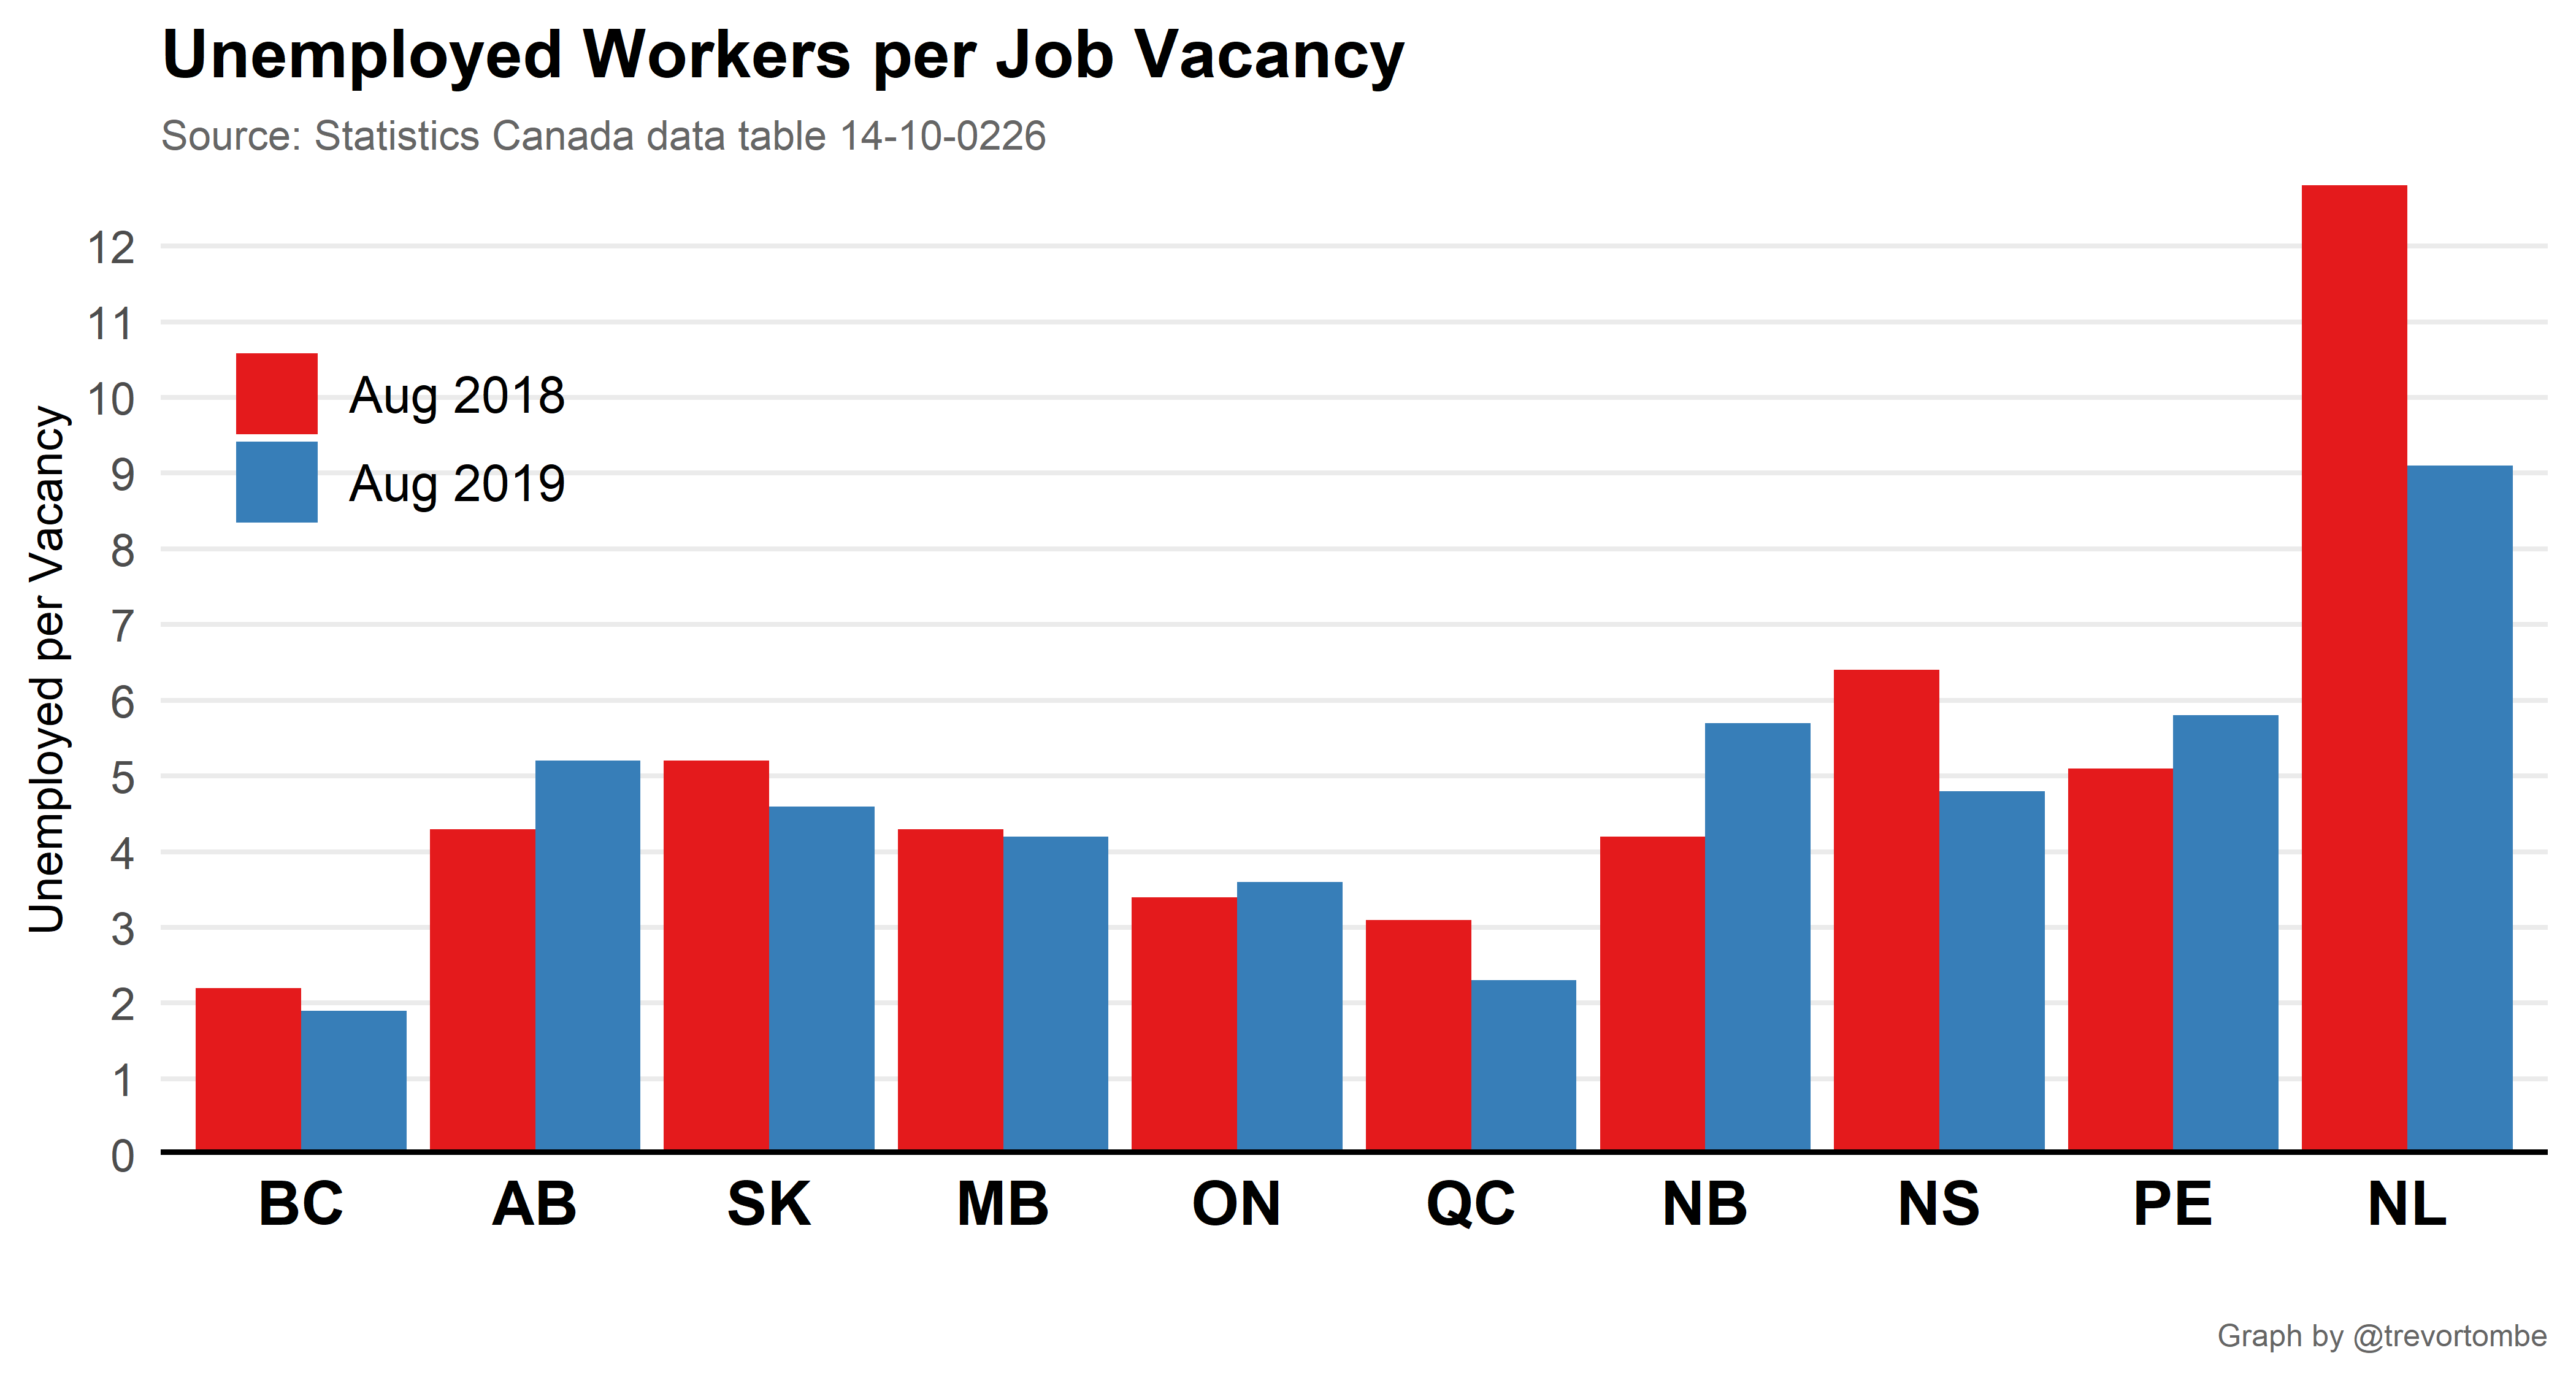 Unemployed Workers per Job Vacancy
Source: Statistics Canada data table 14-10-0226
Unemployed per Vacancy
12
11
10
9
8
7
6
5
4
3
2
1
0
Aug 2018
Aug 2019
BC AB SK MB ON QC NB NS PE NL
Graph by @trevortombe